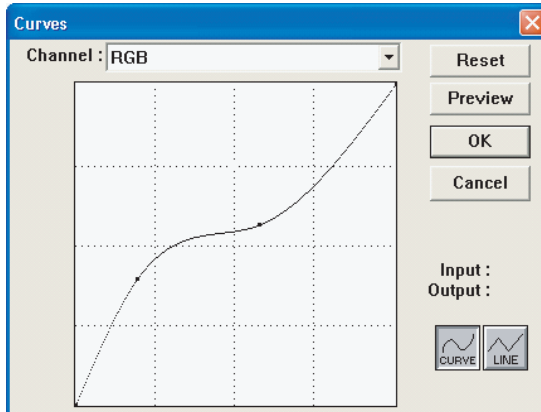 Curves
Channel : RGB
Reset
Preview
OK
Cancel
Input :
Output :
CURVE
LINE